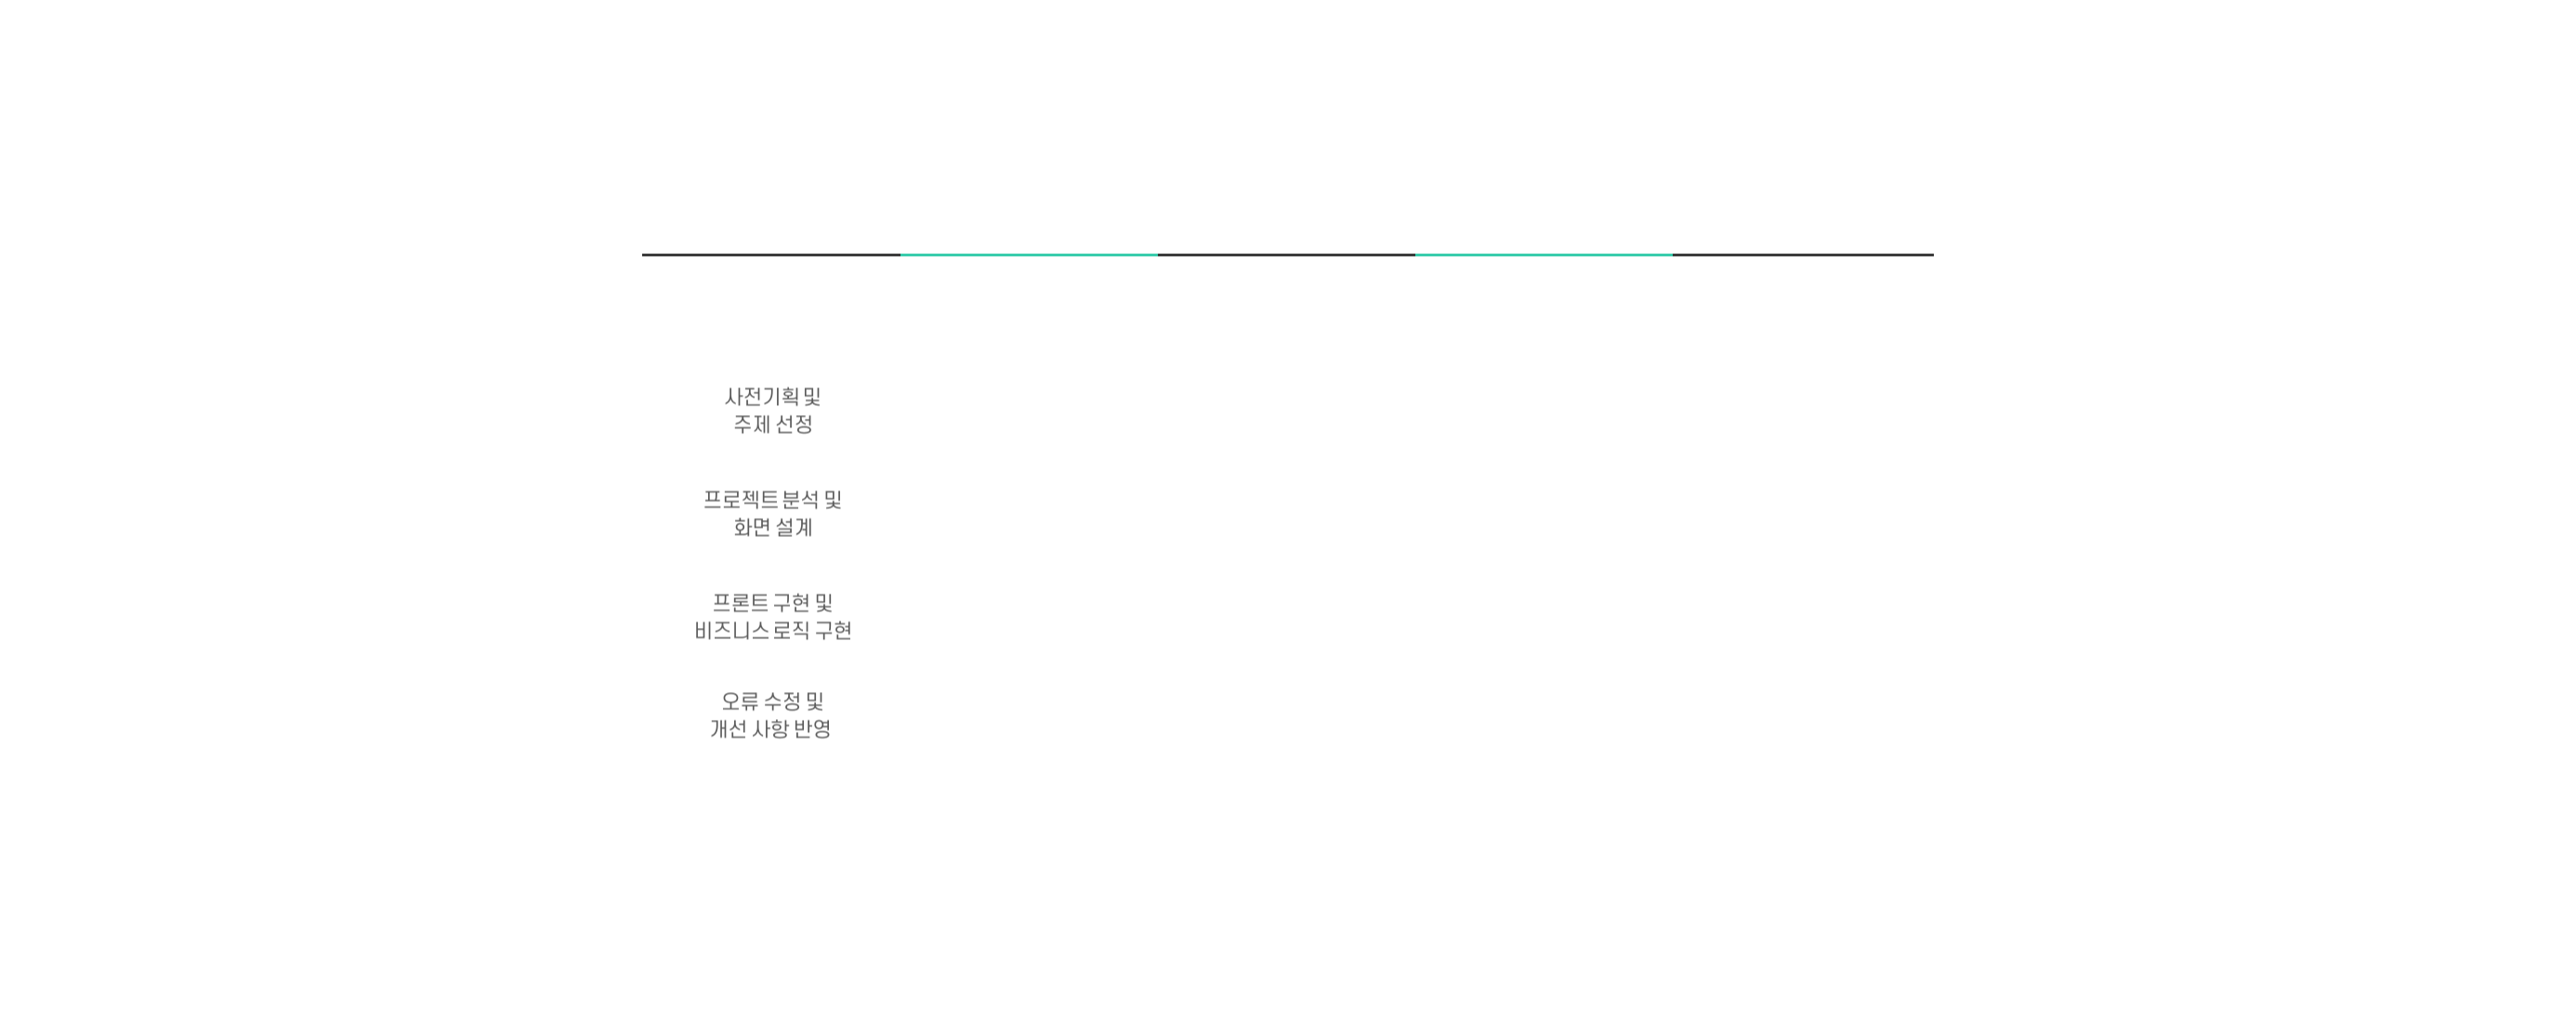 사전기획 및
주제 선정
프로젝트 분석 및
화면 설계
프론트 구현 및
비즈니스 로직 구현
오류 수정 및
개선 사항 반영